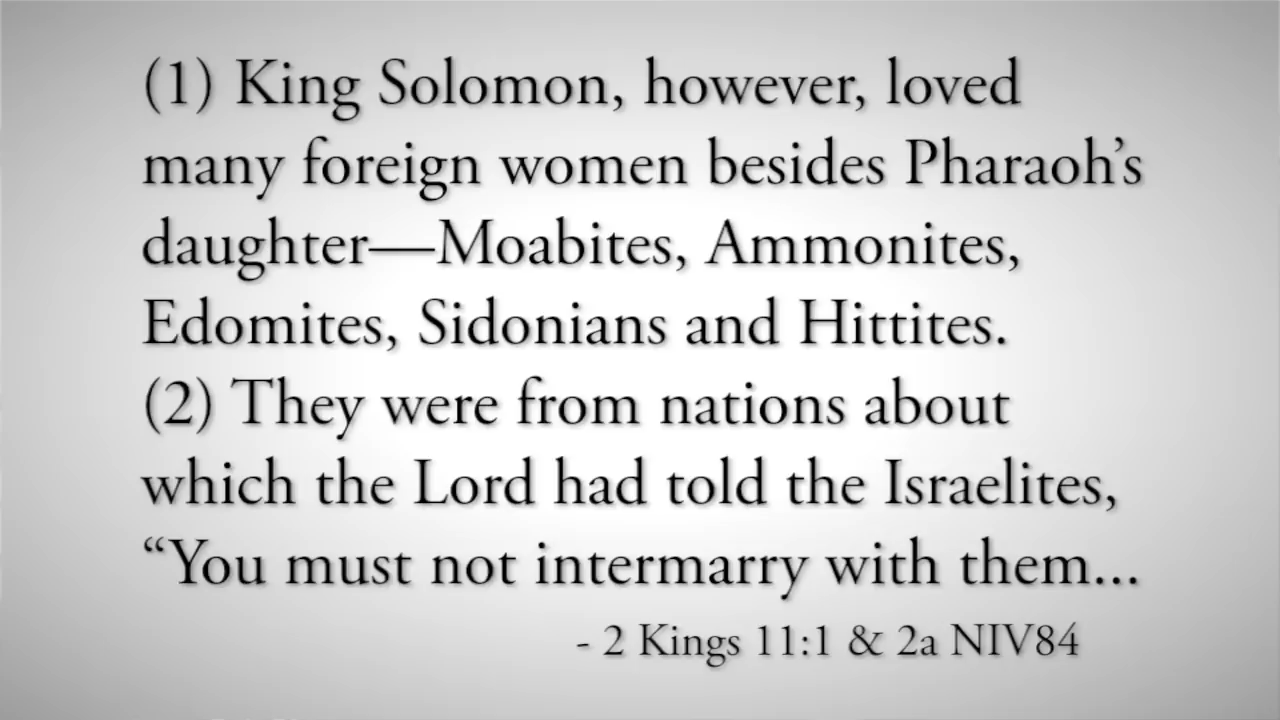 (1) King Solomon, however, loved
many foreign women besides Pharaoh’s
daughter—Moabites, Ammonites,
Edomites, Sidonians and Hittites.
(2) They were from nations about
which the Lord had told the Israelites,
“You must not intermarry with them...
- 2 Kings 11:1 & 2a NIV84